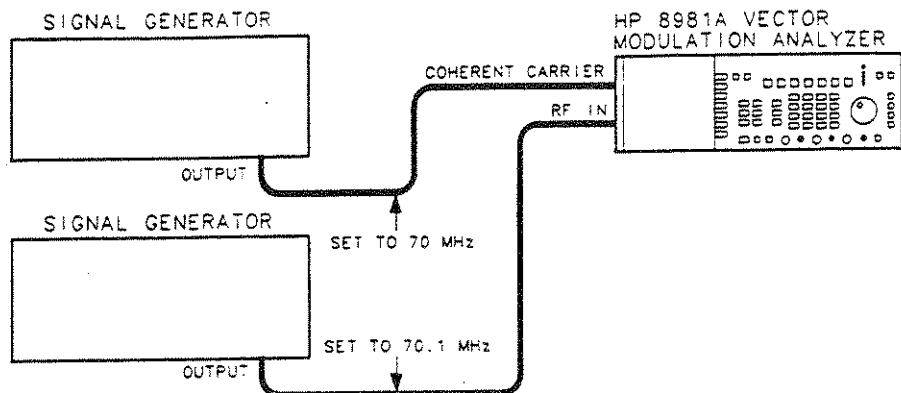 SIGNAL GENERATOR
HP 8981A VECTOR
MODULATION ANALYZER
COHERENT CARRIER
RF IN
OUTPUT
SIGNAL GENERATOR
SET TO 70 MHz
SET TO 70.1 MHz
OUTPUT